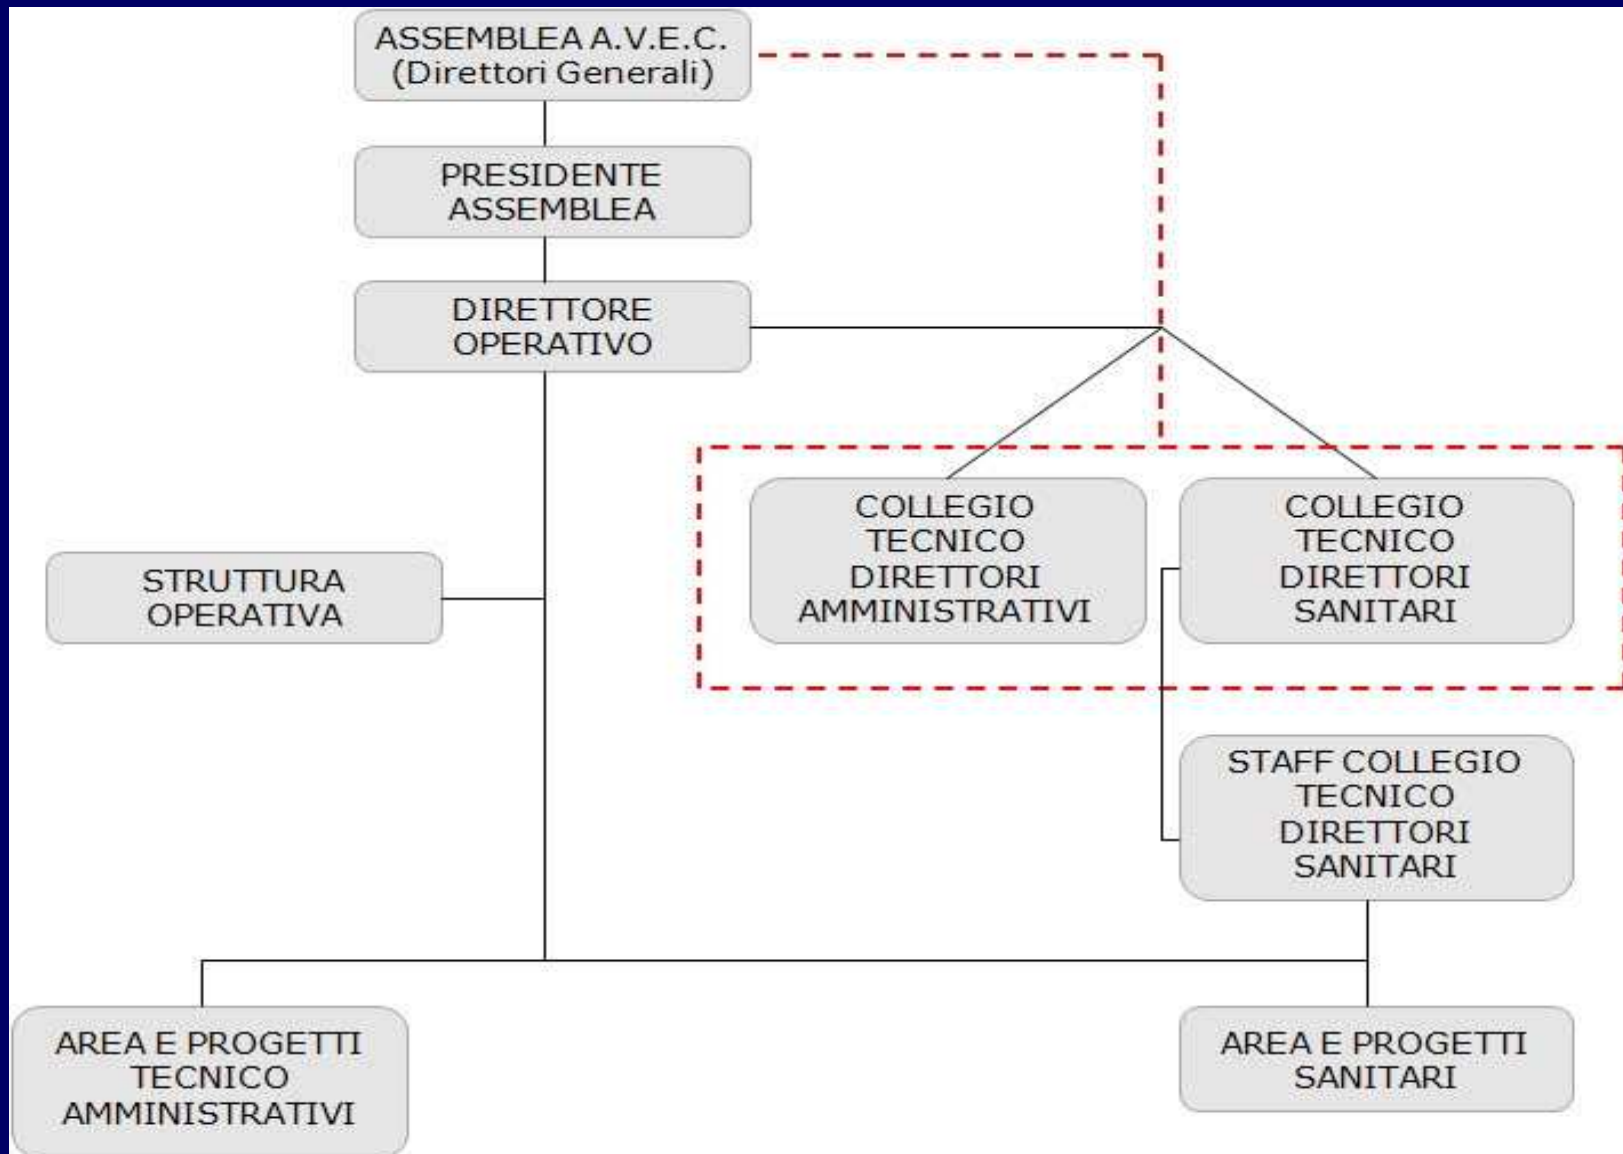 ASSEMBLEA A.V.E.C.
(Direttori Generali)
PRESIDENTE
ASSEMBLEA
DIRETTORE
OPERATIVO
COLLEGIO
TECNICO
DIRETTORI
AMMINISTRATIVI
COLLEGIO
TECNICO
DIRETTORI
SANITARI
STRUTTURA
OPERATIVA
STAFF COLLEGIO
TECNICO
DIRETTORI
SANITARI
AREA E PROGETTI
TECNICO
AMMINISTRATIVI
AREA E PROGETTI
SANITARI